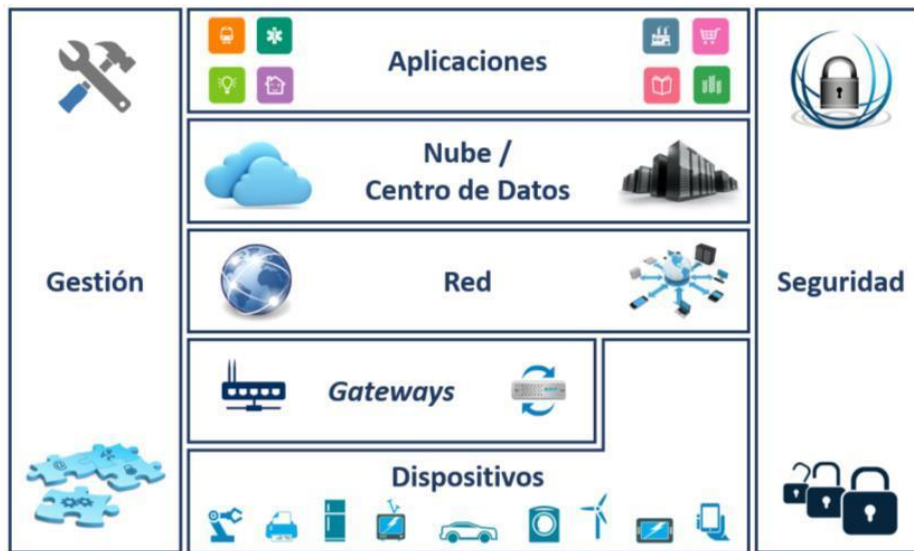 Aplicaciones
Nube /
Centro de Datos
Gestión
Red
Seguridad
Gateways
Dispositivos